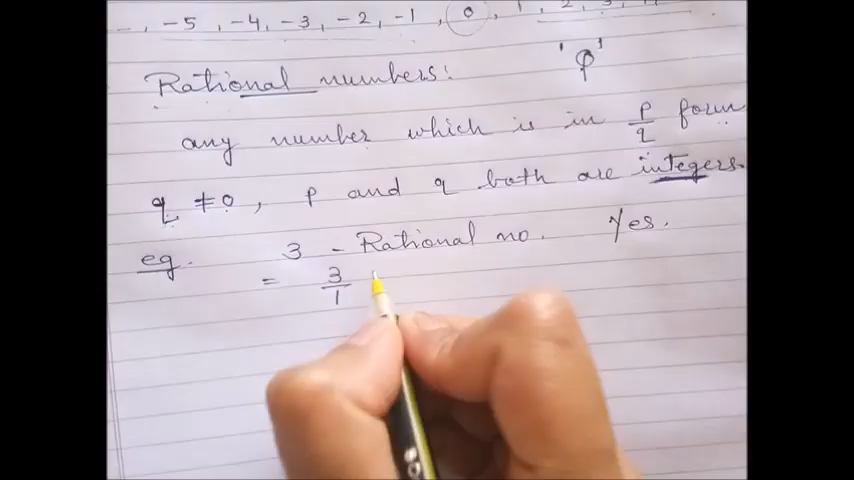 -, -5, -4, -3, -2, -1, 0, 1, 2, 3,
Rational numbers: 'φ'
any number which is in p/q form
q ≠ 0, p and q both are integers.
eg. 3 - Rational no. Yes.
= 3/1